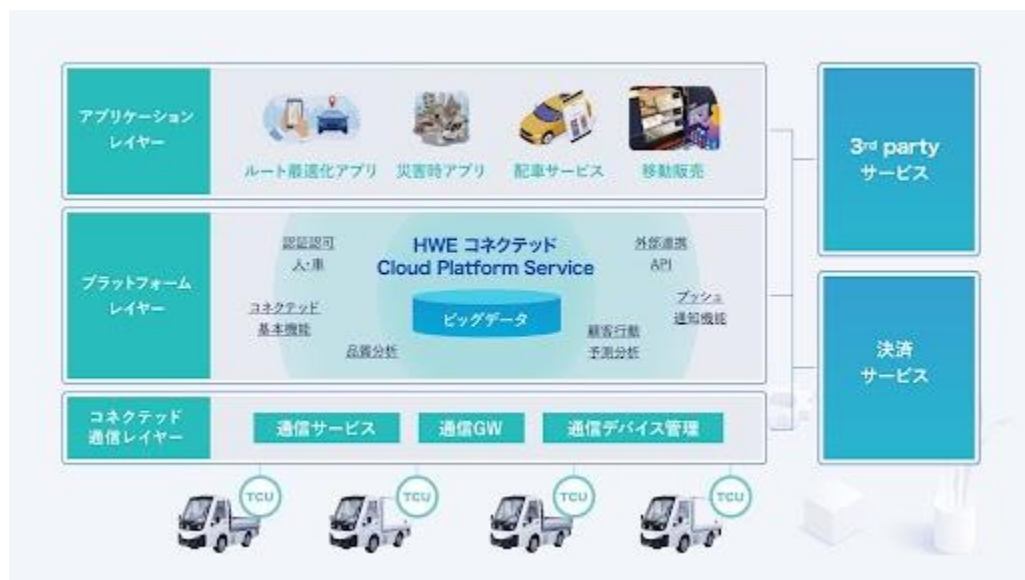 アプリケーション
レイヤー
ルート最適化アプリ
災害時アプリ
配車サービス
移動販売
プラットフォーム
レイヤー
HWE コネクテッド
Cloud Platform Service
ビッグデータ
認証認可
人・車
コネクテッド
基本機能
品質分析
外部連携
API
プッシュ
通知機能
顧客行動
予測分析
コネクテッド
通信レイヤー
通信サービス
通信GW
通信デバイス管理
TCU
TCU
TCU
TCU
3rd party
サービス
決済
サービス